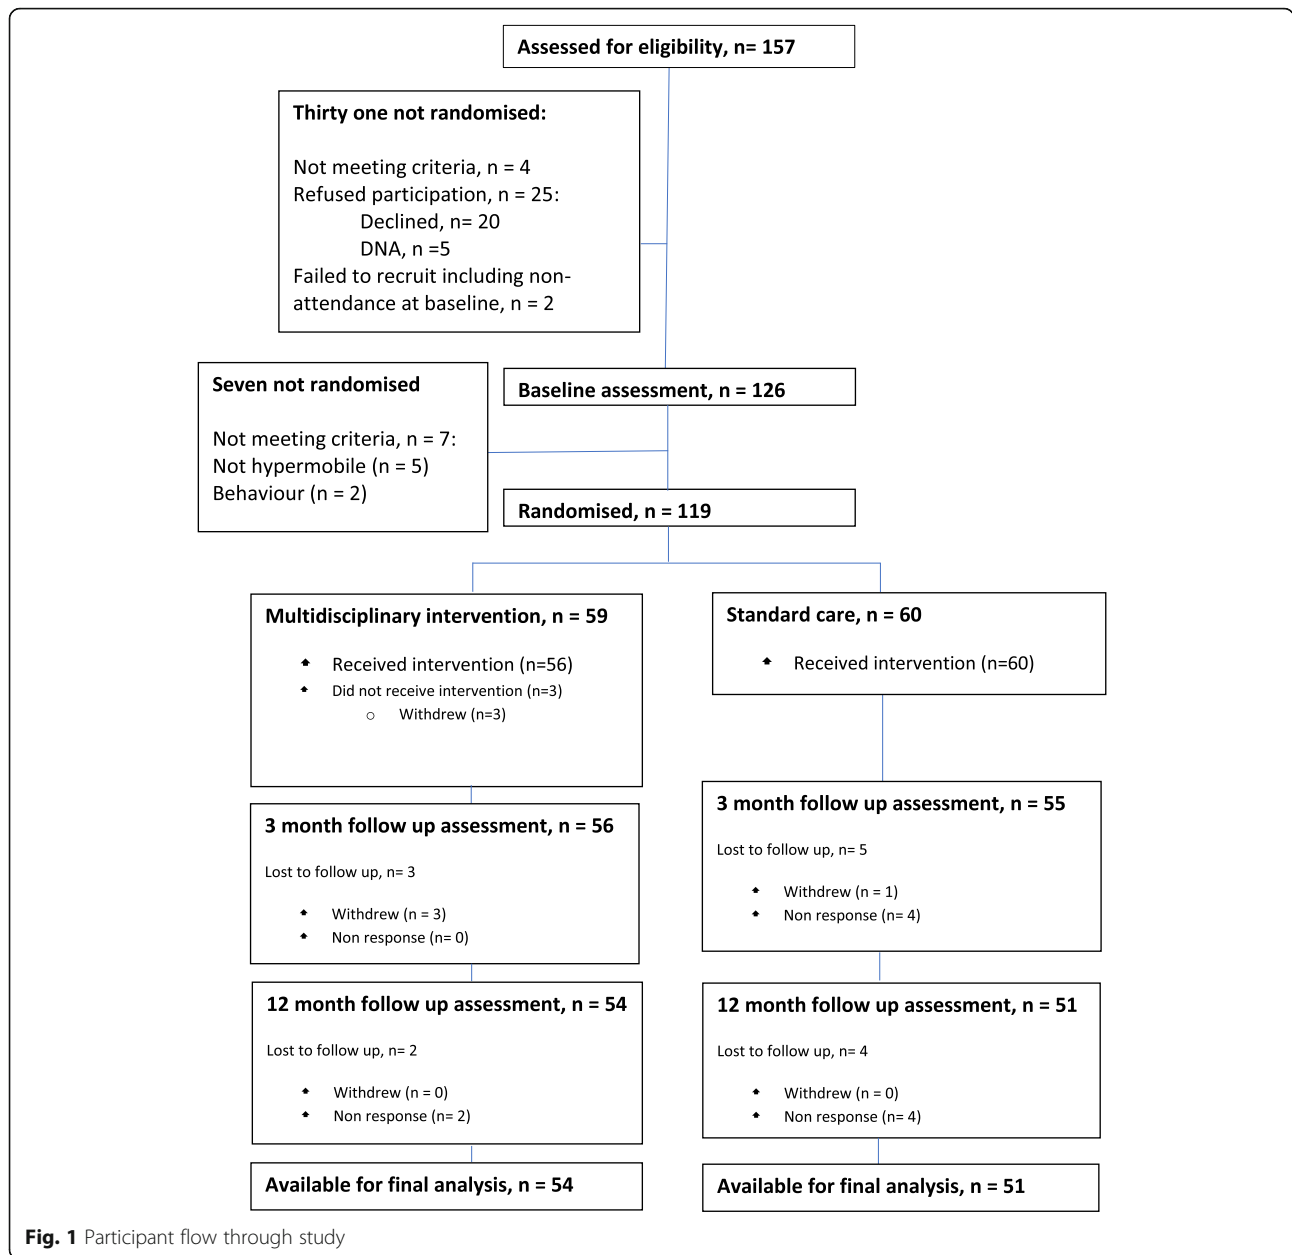 Assessed for eligibility, n= 157
Thirty one not randomised:
Not meeting criteria, n = 4
Refused participation, n = 25:
Declined, n= 20
DNA, n =5
Failed to recruit including non-
attendance at baseline, n = 2
Baseline assessment, n = 126
Seven not randomised
Not meeting criteria, n = 7:
Not hypermobile (n = 5)
Behaviour (n = 2)
Randomised, n = 119
Multidisciplinary intervention, n = 59
Received intervention (n=56)
Did not receive intervention (n=3)
Withdrew (n=3)
Standard care, n = 60
Received intervention (n=60)
3 month follow up assessment, n = 56
Lost to follow up, n= 3
Withdrew (n = 3)
Non response (n= 0)
3 month follow up assessment, n = 55
Lost to follow up, n= 5
Withdrew (n = 1)
Non response (n= 4)
12 month follow up assessment, n = 54
Lost to follow up, n= 2
Withdrew (n = 0)
Non response (n= 2)
12 month follow up assessment, n = 51
Lost to follow up, n= 4
Withdrew (n = 0)
Non response (n= 4)
Available for final analysis, n = 54
Available for final analysis, n = 51
Fig. 1 Participant flow through study